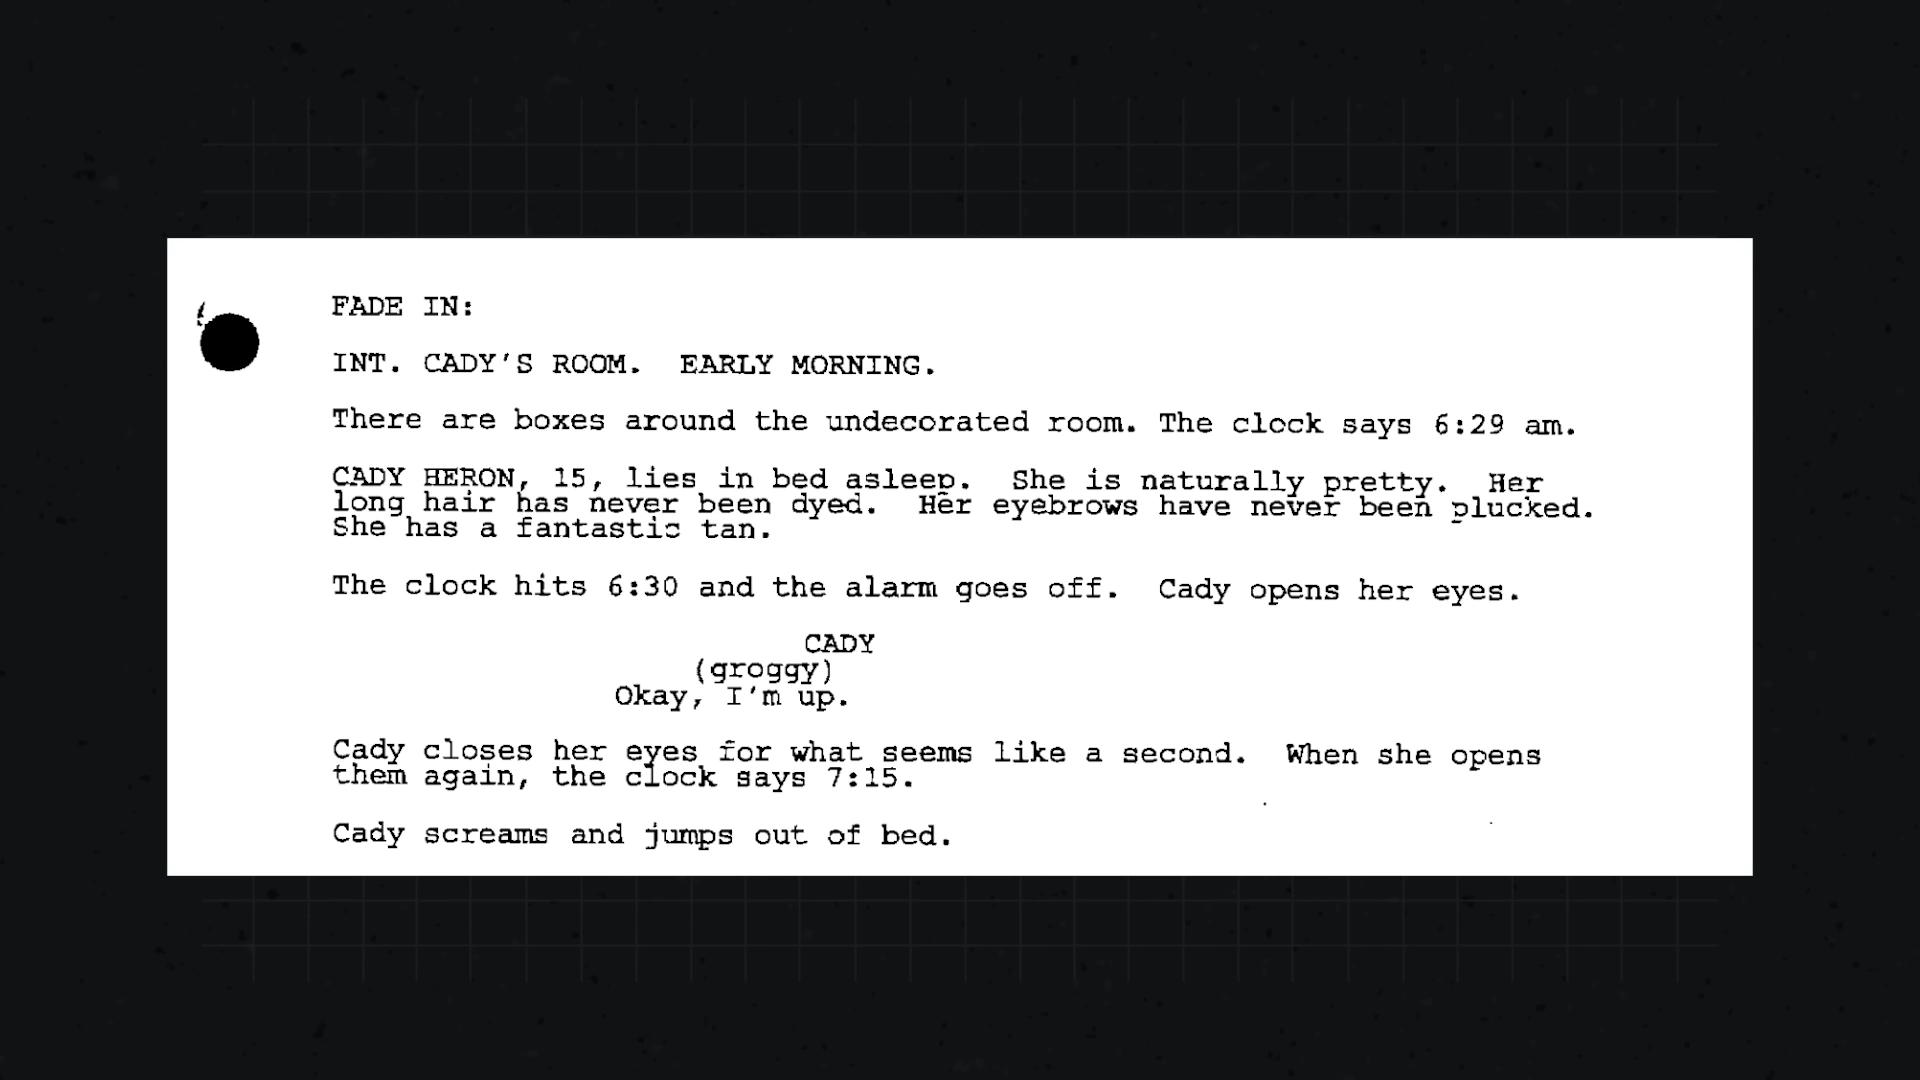 FADE IN:
INT. CADY'S ROOM.  EARLY MORNING.
There are boxes around the undecorated room. The clock says 6:29 am.
CADY HERON, 15, lies in bed asleep.  She is naturally pretty.  Her
long hair has never been dyed.  Her eyebrows have never been plucked.
She has a fantastic tan.
The clock hits 6:30 and the alarm goes off.  Cady opens her eyes.
CADY
(groggy)
Okay, I'm up.
Cady closes her eyes for what seems like a second.  When she opens
them again, the clock says 7:15.
Cady screams and jumps out of bed.